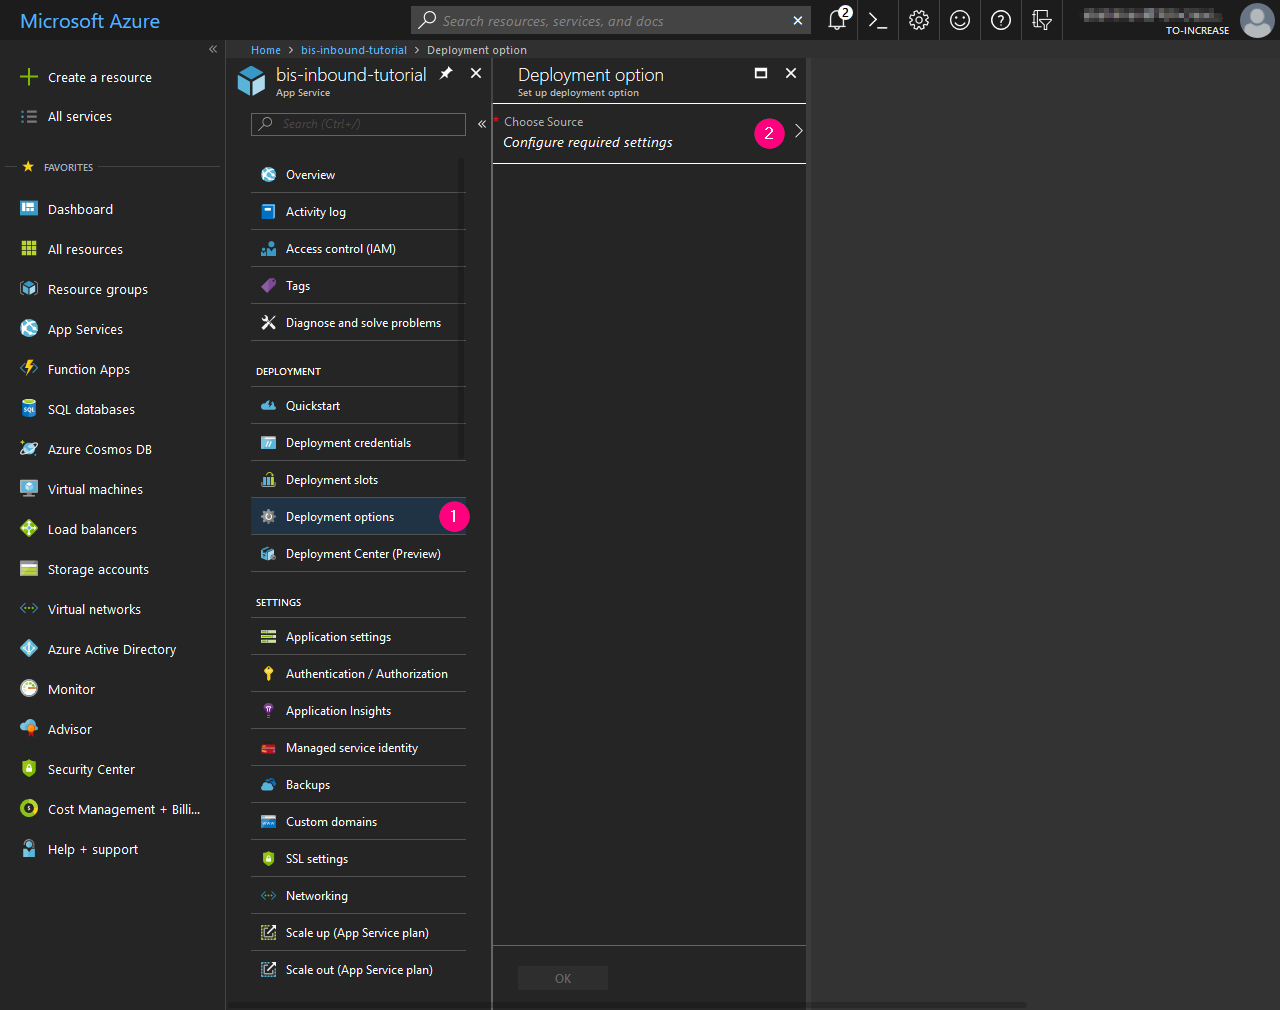 Microsoft Azure
Search resources, services, and docs
2
TO-INCREASE
Create a resource
All services
FAVORITES
Dashboard
All resources
Resource groups
App Services
Function Apps
SQL databases
Azure Cosmos DB
Virtual machines
Load balancers
Storage accounts
Virtual networks
Azure Active Directory
Monitor
Advisor
Security Center
Cost Management + Billi...
Help + support
Home > bis-inbound-tutorial > Deployment option
bis-inbound-tutorial
App Service
Search (Ctrl+/)
Overview
Activity log
Access control (IAM)
Tags
Diagnose and solve problems
DEPLOYMENT
Quickstart
Deployment credentials
Deployment slots
Deployment options
1
Deployment Center (Preview)
SETTINGS
Application settings
Authentication / Authorization
Application Insights
Managed service identity
Backups
Custom domains
SSL settings
Networking
Scale up (App Service plan)
Scale out (App Service plan)
Deployment option
Set up deployment option
* Choose Source
Configure required settings
2
OK